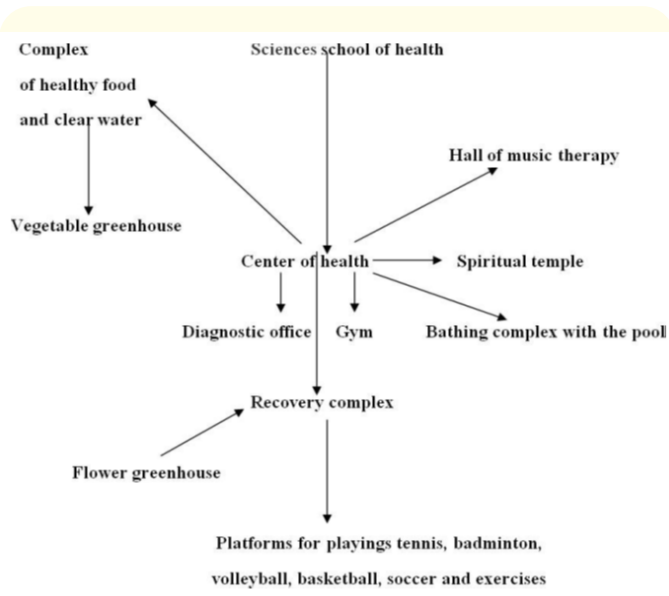 Complex
of healthy food
and clear water
Sciences school of health
Hall of music therapy
Vegetable greenhouse
Center of health
Spiritual temple
Diagnostic office
Gym
Bathing complex with the pool
Recovery complex
Flower greenhouse
Platforms for playings tennis, badminton,
volleyball, basketball, soccer and exercises